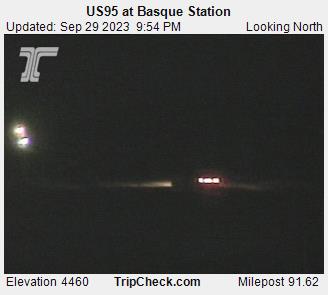 US95 at Basque Station
Updated: Sep 29 2023 9:54 PM Looking North
Elevation 4460 TripCheck.com Milepost 91.62